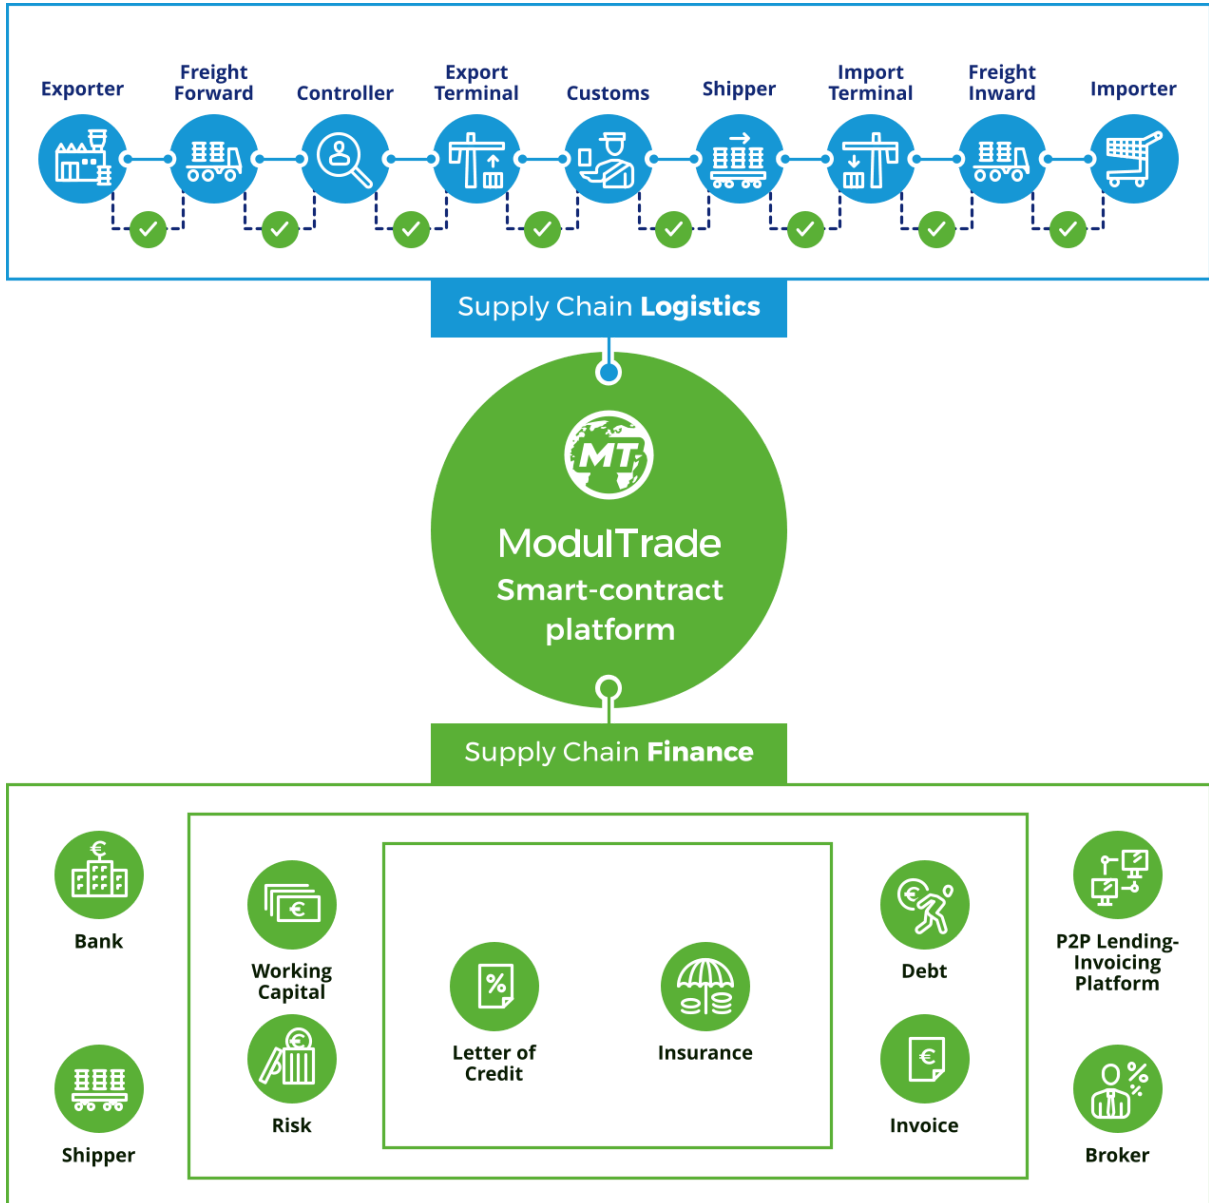 Exporter
Freight
Forward
Controller
Export
Terminal
Customs
Shipper
Import
Terminal
Freight
Inward
Importer
Supply Chain Logistics
MT
ModulTrade
Smart-contract
platform
Supply Chain Finance
€
Bank
€
Working
Capital
%
Letter of
Credit
Insurance
€
Debt
P2P Lending-
Invoicing
Platform
Shipper
€
Risk
€
Invoice
%
%
Broker